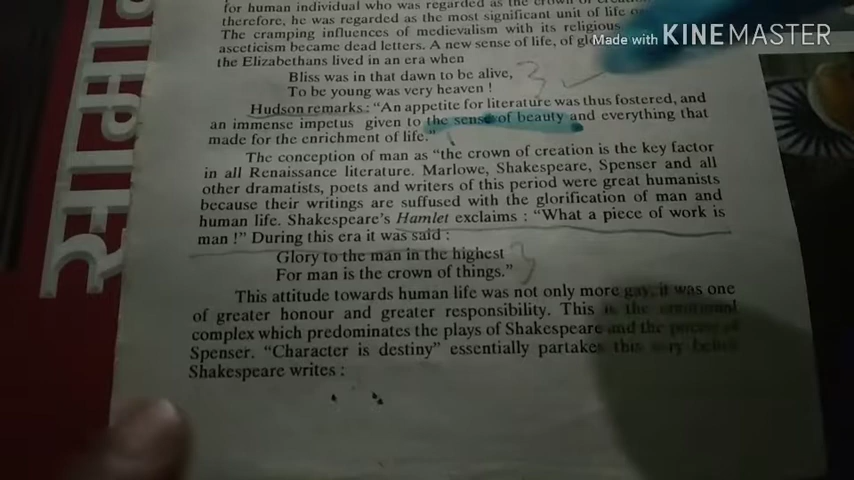 for human individual who was regarded as the crown of
therefore, he was regarded as the most significant unit of life
The cramping influences of medievalism with its religious
asceticism became dead letters. A new sense of life, of
the Elizabethans lived in an era when
Bliss was in that dawn to be alive,
To be young was very heaven !
Hudson remarks : “An appetite for literature was thus fostered, and
an immense impetus given to the sense of beauty and everything that
made for the enrichment of life.”
The conception of man as “the crown of creation is the key factor
in all Renaissance literature. Marlowe, Shakespeare, Spenser and all
other dramatists, poets and writers of this period were great humanists
because their writings are suffused with the glorification of man and
human life. Shakespeare's Hamlet exclaims : “What a piece of work is
man !” During this era it was said :
Glory to the man in the highest
For man is the crown of things.”
This attitude towards human life was not only more gay, it was one
of greater honour and greater responsibility. This is the
complex which predominates the plays of Shakespeare and the
Spenser. “Character is destiny” essentially partakes this very
Shakespeare writes :
Made with KINEMASTER